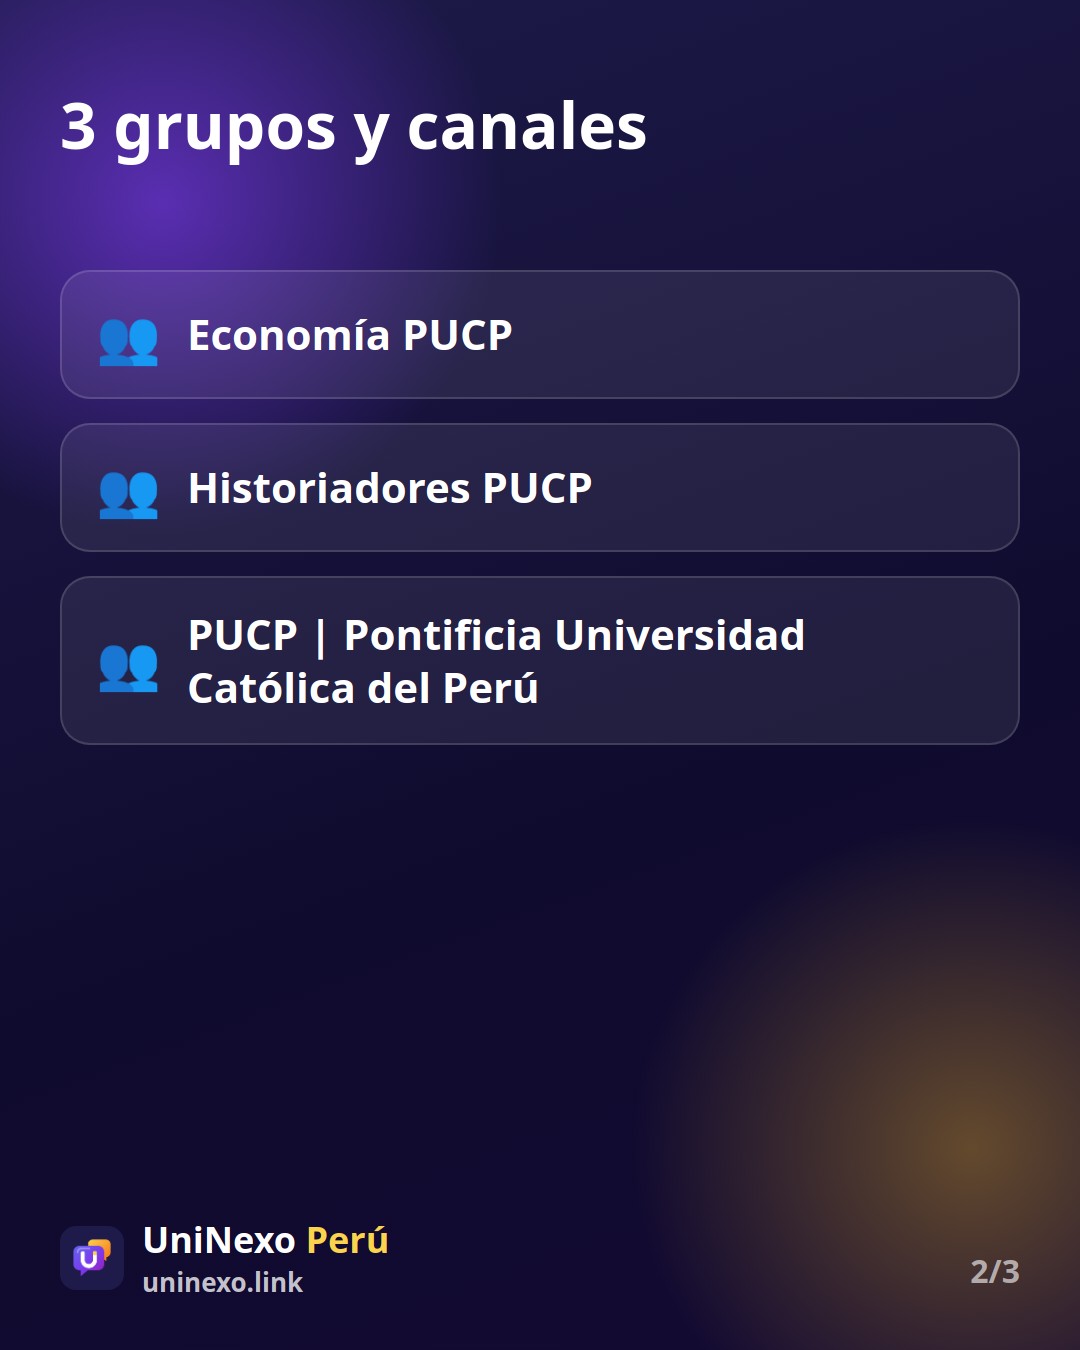 3 grupos y canales
Economía PUCP
Historiadores PUCP
PUCP | Pontificia Universidad
Católica del Perú
UniNexo Perú
uninexo.link
2/3